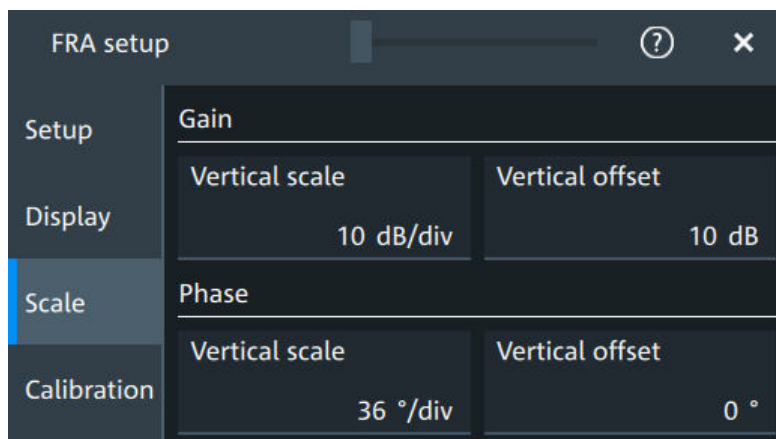 FRA setup
?
×
Setup
Display
Scale
Calibration
Gain
Vertical scale
10 dB/div
Vertical offset
10 dB
Phase
Vertical scale
36 °/div
Vertical offset
0 °